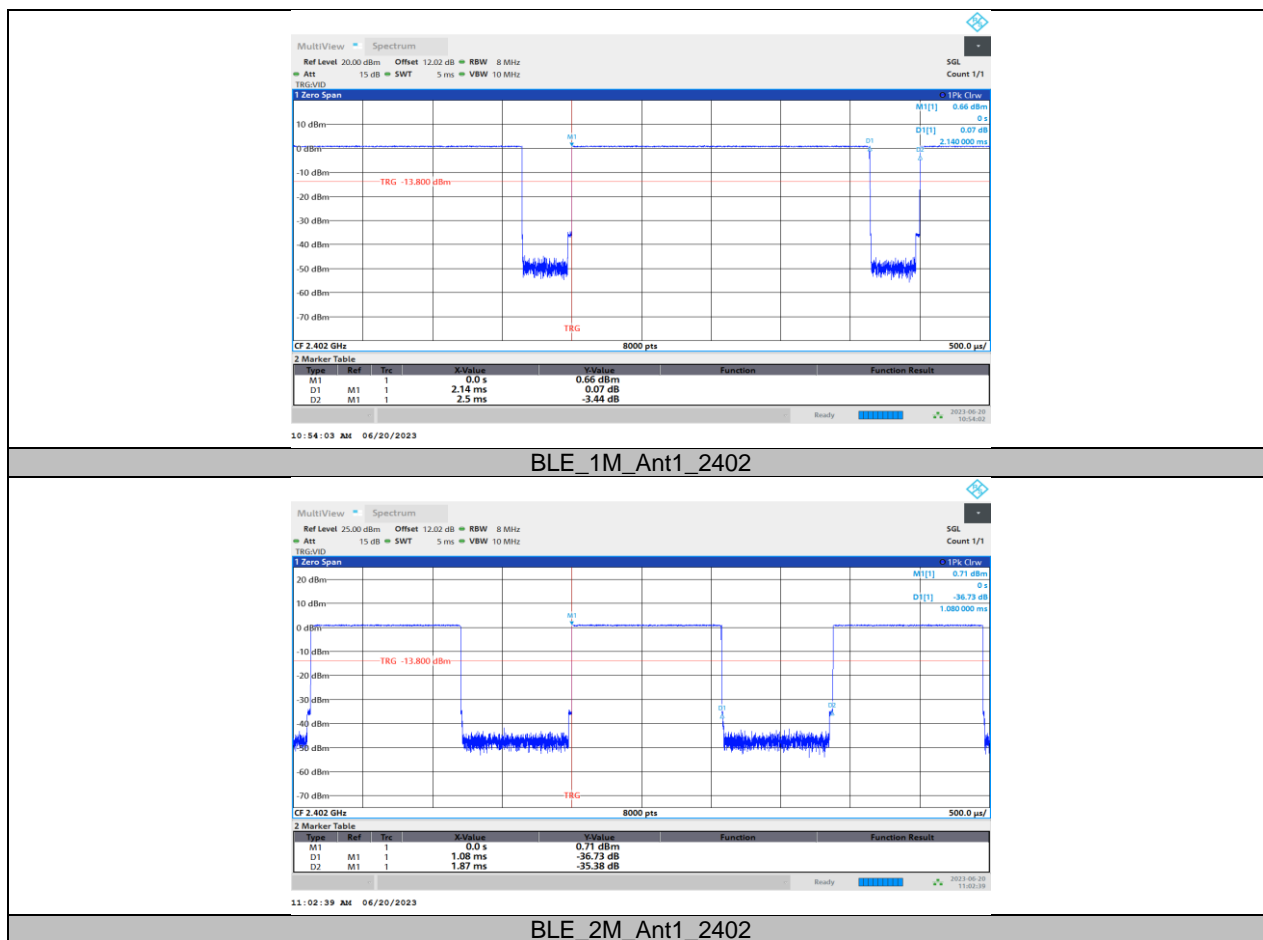 MultiView Spectrum
Ref Level 20.00 dBm Offset 12.02 dB RBW 8 MHz SGL
Att 15 dB SWT 5 ms VBW 10 MHz Count 1/1
TRG:VID
1 Zero Span 1Pk Clrw
M1[1] 0.66 dBm
0 s
10 dBm D1[1] 0.07 dB
M1 D1 D2 2.140 000 ms
0 dBm
-10 dBm
TRG -13.800 dBm
-20 dBm
-30 dBm
-40 dBm
-50 dBm
-60 dBm
-70 dBm
TRG
CF 2.402 GHz 8000 pts 500.0 µs/
2 Marker Table
Type Ref Trc X-Value Y-Value Function Function Result
M1 1 0.0 s 0.66 dBm
D1 M1 1 2.14 ms 0.07 dB
D2 M1 1 2.5 ms -3.44 dB
Ready 2023-06-20
10:54:02
10:54:03 AM 06/20/2023
BLE_1M_Ant1_2402
MultiView Spectrum
Ref Level 25.00 dBm Offset 12.02 dB RBW 8 MHz SGL
Att 15 dB SWT 5 ms VBW 10 MHz Count 1/1
TRG:VID
1 Zero Span 1Pk Clrw
20 dBm M1[1] 0.71 dBm
0 s
10 dBm D1[1] -36.73 dB
1.080 000 ms
M1
0 dBm
-10 dBm
TRG -13.800 dBm
-20 dBm
-30 dBm
D1 D2
-40 dBm
-50 dBm
-60 dBm
-70 dBm TRG
CF 2.402 GHz 8000 pts 500.0 µs/
2 Marker Table
Type Ref Trc X-Value Y-Value Function Function Result
M1 1 0.0 s 0.71 dBm
D1 M1 1 1.08 ms -36.73 dB
D2 M1 1 1.87 ms -35.38 dB
Ready 2023-06-20
11:02:39
11:02:39 AM 06/20/2023
BLE_2M_Ant1_2402